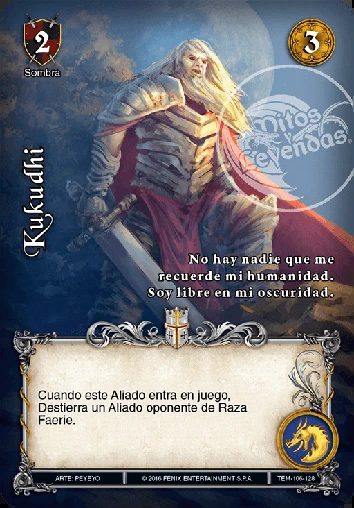 2
3
Sombra
Mitos y
Leyendas
Kukudhi
No hay nadie que me
recuerde mi humanidad.
Soy libre en mi oscuridad.
Cuando este Aliado entra en juego,
Destierra un Aliado oponente de Raza
Faerie.
ARTE: PEYEYO
© 2016 FENIX ENTERTAINMENT S.P.A.
TEM-106-128